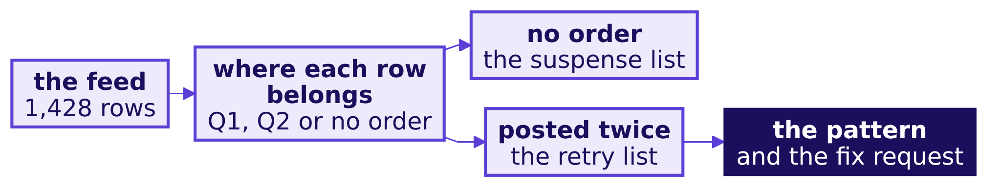 the feed
1,428 rows
where each row
belongs
Q1, Q2 or no order
no order
the suspense list
posted twice
the retry list
the pattern
and the fix request